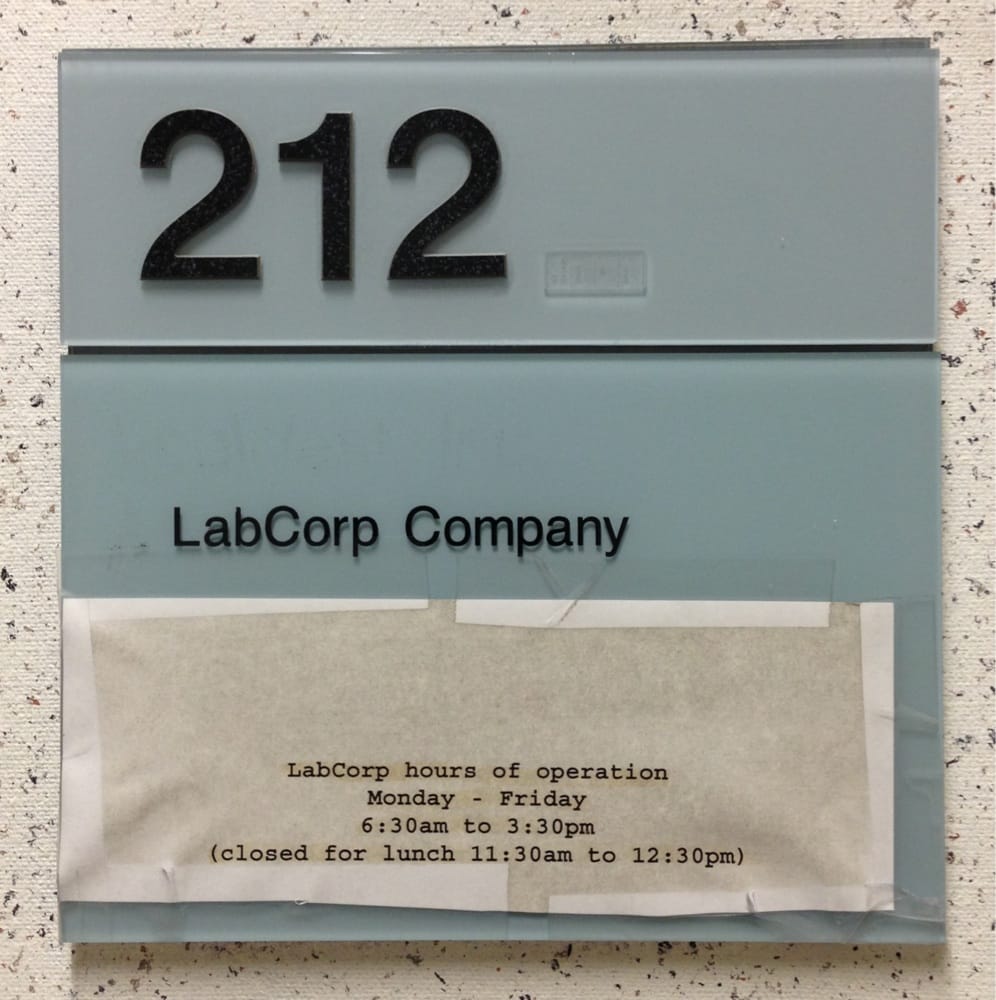 212
LabCorp Company
LabCorp hours of operation
Monday - Friday
6:30am to 3:30pm
(closed for lunch 11:30am to 12:30pm)